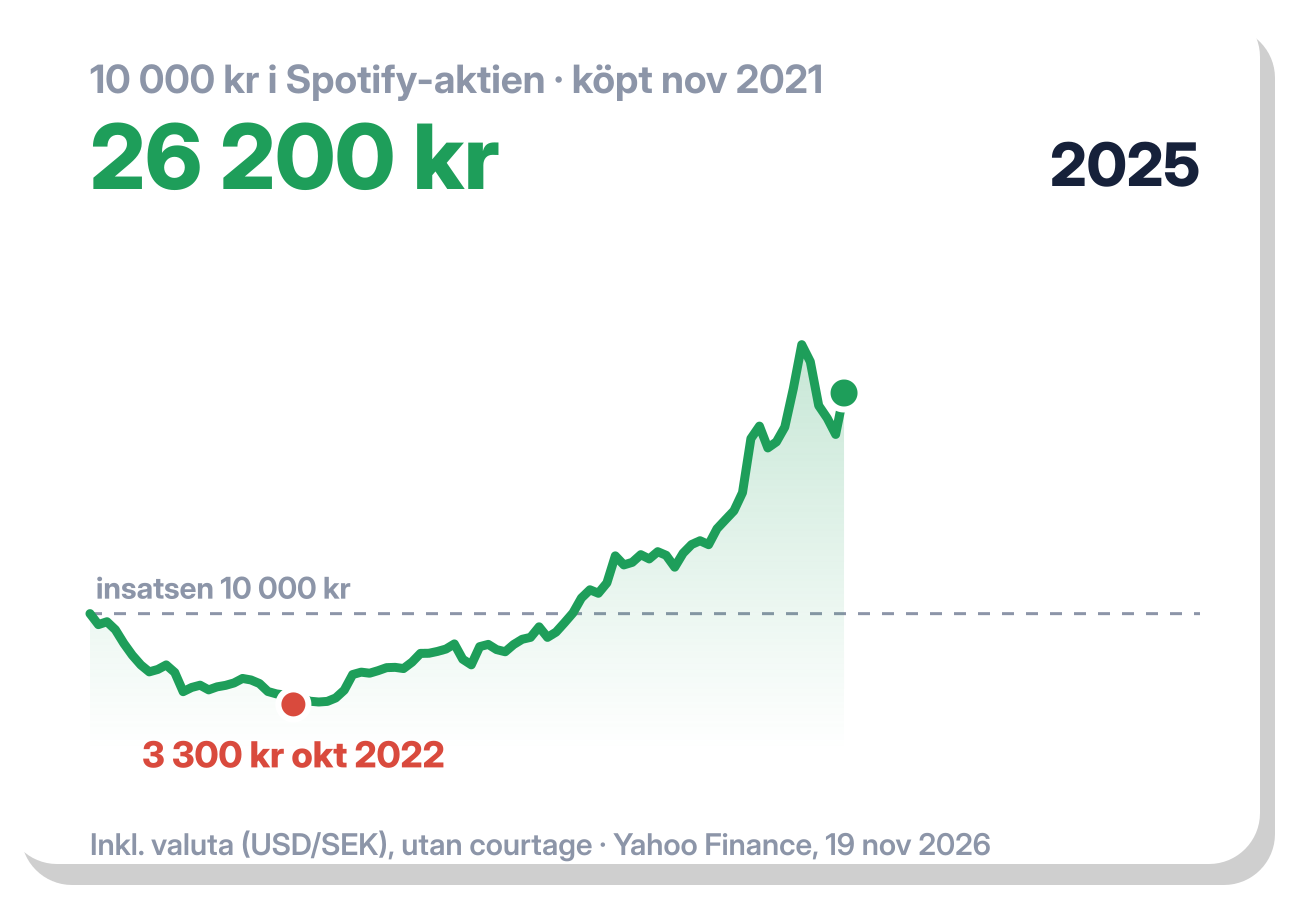 10 000 kr i Spotify-aktien · köpt nov 2021
26 200 kr
2025
insatsen 10 000 kr
3 300 kr okt 2022
Inkl. valuta (USD/SEK), utan courtage · Yahoo Finance, 19 nov 2026